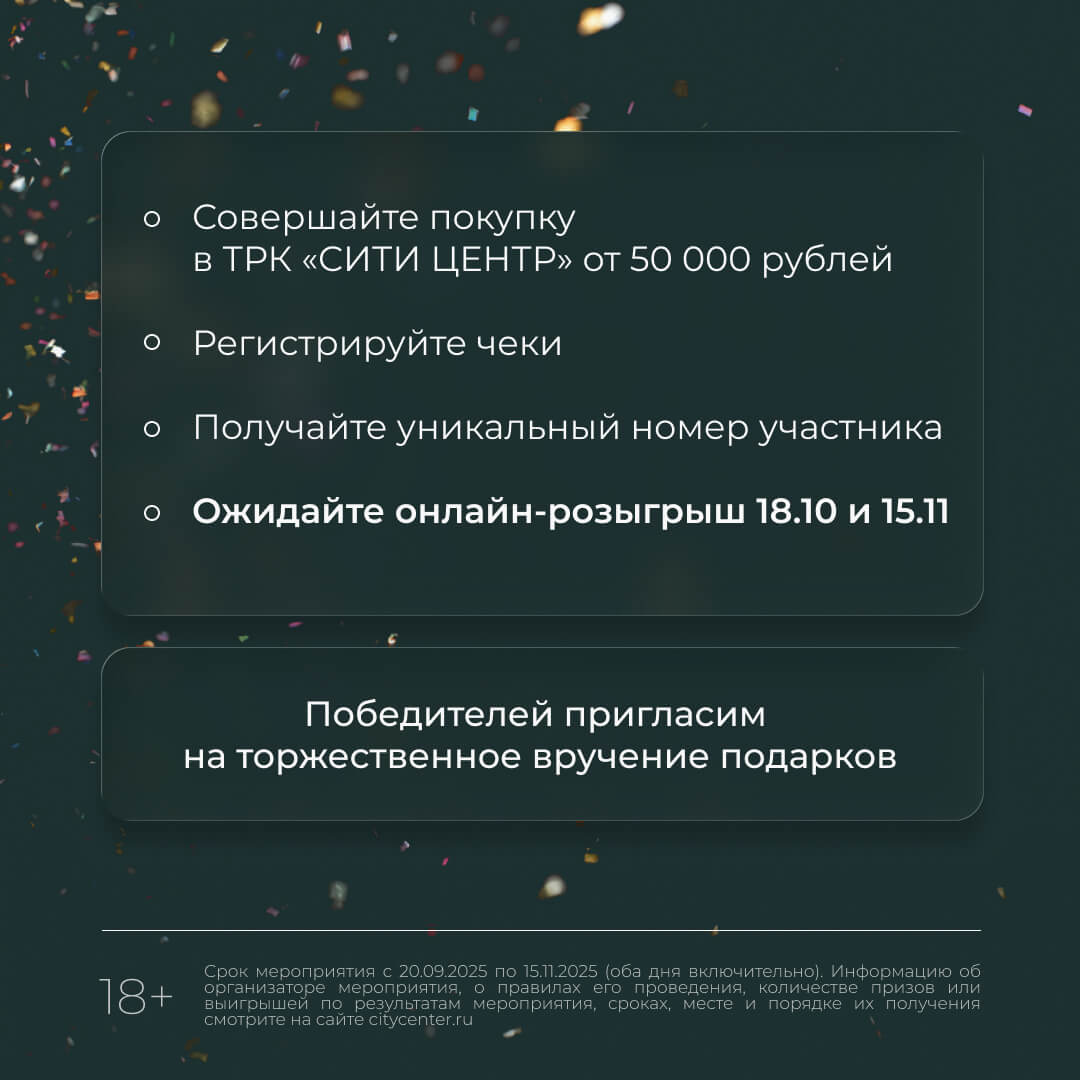 Совершайте покупку
в ТРК «СИТИ ЦЕНТР» от 50 000 рублей
Регистрируйте чеки
Получайте уникальный номер участника
Ожидайте онлайн-розыгрыш 18.10 и 15.11
Победителей пригласим
на торжественное вручение подарков
18+
Срок мероприятия с 20.09.2025 по 15.11.2025 (оба дня включительно). Информацию об
организаторе мероприятия, о правилах его проведения, количестве призов или
выигрышей по результатам мероприятия, сроках, месте и порядке их получения
смотрите на сайте citycenter.ru